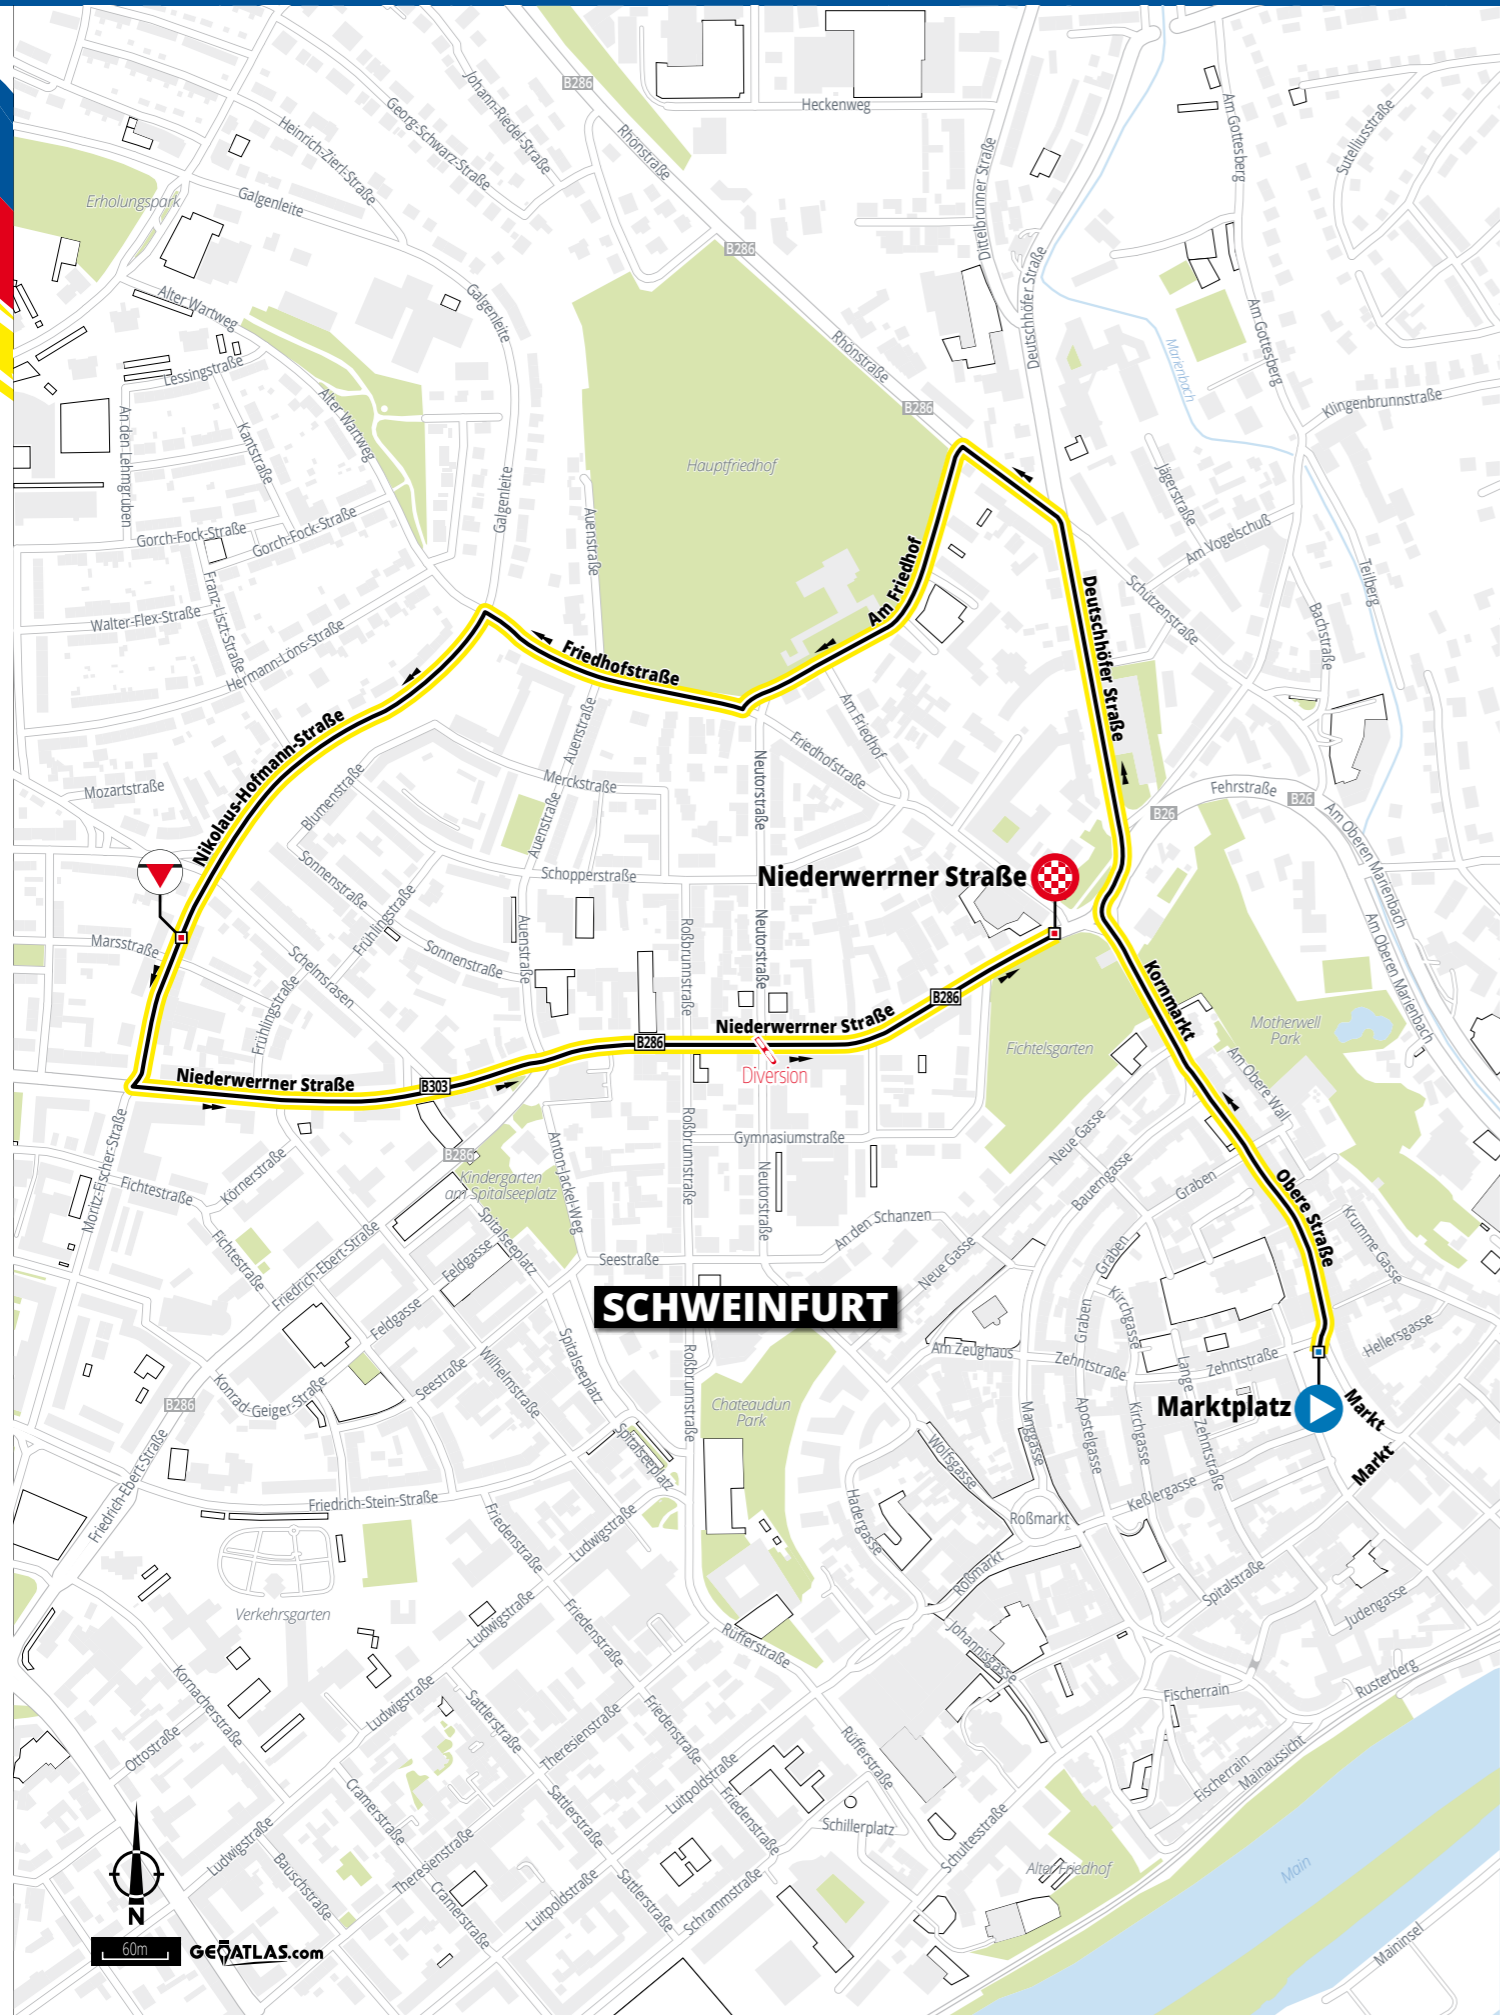 B286
Heckenweg
Johann-Riedel-Straße
Georg-Schwarz-Straße
Heinrich-Zierl-Straße
Rhönstraße
Dittelbrunner Straße
Am Gottesberg
Sutelliusstraße
Erholungspark
Galgenleite
B286
Deutschhöfer Straße
Alter Wartweg
Galgenleite
Rhönstraße
Am Gottesberg
Marienbach
Lessingstraße
Alter Wartweg
B286
Klingenbrunnstraße
An den Lehmgruben
Kantstraße
Hauptfriedhof
Galgenleite
Jägerstraße
Gorch-Fock-Straße
Gorch-Fock-Straße
Auenstraße
Am Friedhof
Am Vogelschuß
Teilberg
Franz-Liszt-Straße
Walter-Flex-Straße
Hermann-Löns-Straße
Friedhofstraße
Deutschhöfer Straße
Schützenstraße
Bachstraße
Nikolaus-Hofmann-Straße
Auenstraße
Am Friedhof
Friedhofstraße
Neutorstraße
Merckstraße
Mozartstraße
Blumenstraße
Auenstraße
Fehrstraße
B26
B26
Am Oberen Marienbach
Sonnenstraße
Schopperstraße
Niederwerrner Straße
Frühlingstraße
Marsstraße
Schelmsrasen
Sonnenstraße
Auenstraße
Roßbrunnstraße
Neutorstraße
Am Oberen Marienbach
Kornmarkt
Frühlingstraße
B286
Niederwerrner Straße
Motherwell
Park
B286
Fichtelsgarten
Diversion
Niederwerrner Straße
B303
Am Obere Wall
Moritz-Fischer-Straße
Roßbrunnstraße
Gymnasiumstraße
Neue Gasse
Anton-Jäckel-Weg
B286
Kindergarten
am Spitalseeplatz
Körnerstraße
Fichtestraße
Neutorstraße
Bauerngasse
Graben
Obere Straße
Krumme Gasse
Spitalseeplatz
An den Schanzen
Fichtestraße
Friedrich-Ebert-Straße
Feldgasse
Seestraße
Neue Gasse
Graben
SCHWEINFURT
Feldgasse
Kirchgasse
Graben
Hellersgasse
Spitalseeplatz
Wilhelmstraße
Seestraße
Roßbrunnstraße
Am Zeughaus
Zehntstraße
Lange
Zehntstraße
Zehntstraße
Konrad-Geiger-Straße
B286
Chateaudun
Park
Marktplatz
Markt
Markt
Manggasse
Apostelgasse
Kirchgasse
Spitalseeplatz
Wolfsgasse
Friedrich-Ebert-Straße
Friedrich-Stein-Straße
Hadergasse
Keßlergasse
Roßmarkt
Friedenstraße
Ludwigstraße
Roßmarkt
Spitalstraße
Judengasse
Verkehrsgarten
Ludwigstraße
Friedenstraße
Rüfferstraße
Johannisgasse
Rusterberg
Fischerrain
Kornacherstraße
Ludwigstraße
Sattlerstraße
Theresienstraße
Friedenstraße
Rüfferstraße
Ottostraße
Fischerrain
Mainaussicht
Cramerstraße
Sattlerstraße
Luitpoldstraße
Friedenstraße
Schillerplatz
Schultesstraße
Ludwigstraße
Bauschstraße
Theresienstraße
Cramerstraße
Luitpoldstraße
Sattlerstraße
Schrammstraße
Alter Friedhof
Main
Maininsel
N
60m
GEOATLAS.com